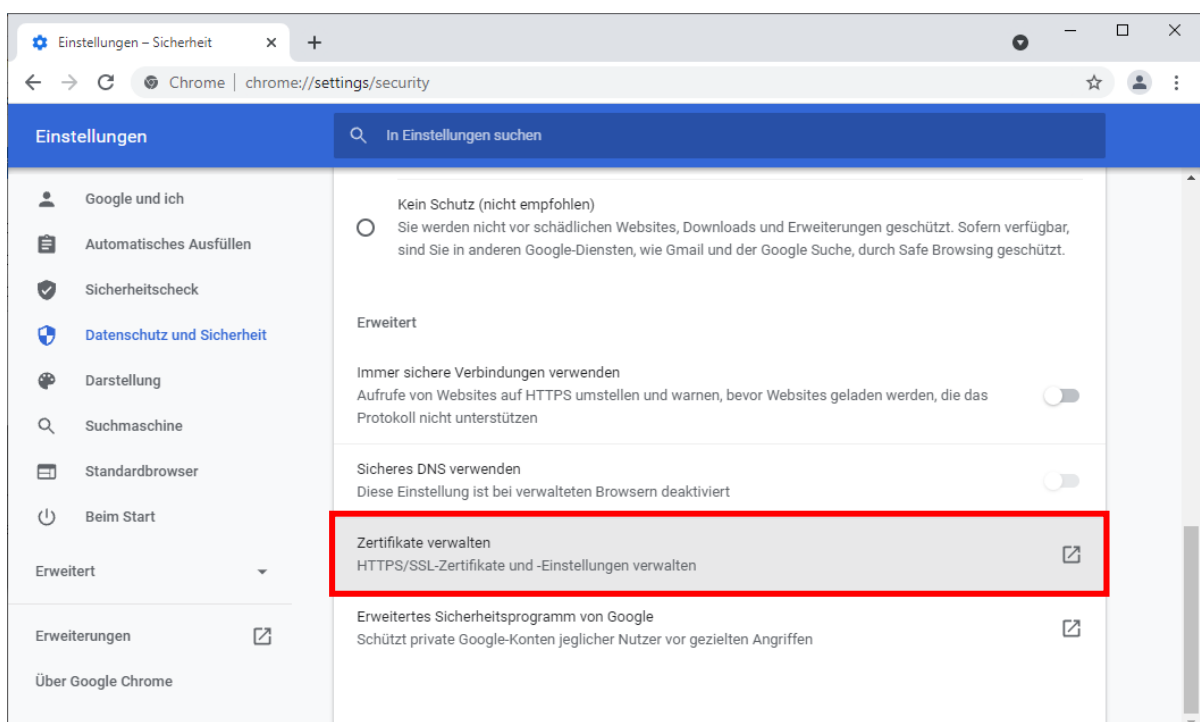 Einstellungen – Sicherheit
Chrome | chrome://settings/security
Einstellungen
In Einstellungen suchen
Google und ich
Automatisches Ausfüllen
Sicherheitscheck
Datenschutz und Sicherheit
Darstellung
Suchmaschine
Standardbrowser
Beim Start
Erweitert
Erweiterungen
Über Google Chrome
Kein Schutz (nicht empfohlen)
Sie werden nicht vor schädlichen Websites, Downloads und Erweiterungen geschützt. Sofern verfügbar,
sind Sie in anderen Google-Diensten, wie Gmail und der Google Suche, durch Safe Browsing geschützt.
Erweitert
Immer sichere Verbindungen verwenden
Aufrufe von Websites auf HTTPS umstellen und warnen, bevor Websites geladen werden, die das
Protokoll nicht unterstützen
Sicheres DNS verwenden
Diese Einstellung ist bei verwalteten Browsern deaktiviert
Zertifikate verwalten
HTTPS/SSL-Zertifikate und -Einstellungen verwalten
Erweitertes Sicherheitsprogramm von Google
Schützt private Google-Konten jeglicher Nutzer vor gezielten Angriffen